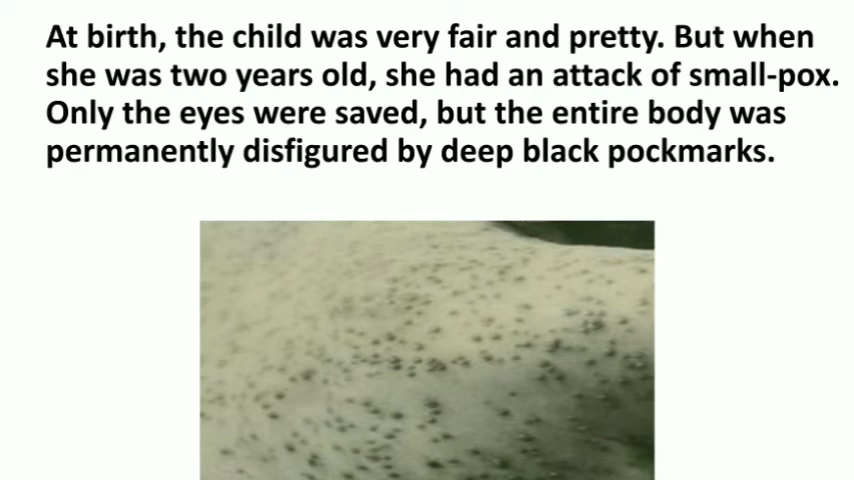 At birth, the child was very fair and pretty. But when
she was two years old, she had an attack of small-pox.
Only the eyes were saved, but the entire body was
permanently disfigured by deep black pockmarks.